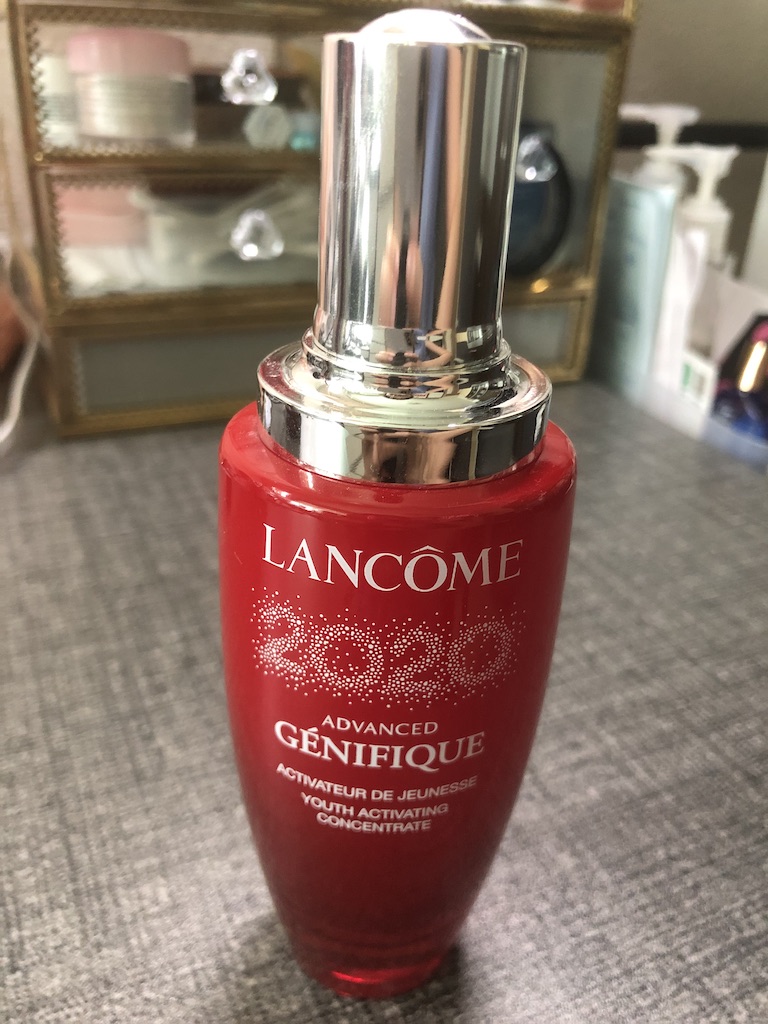 LANCÔME
2020
ADVANCED
GÉNIFIQUE
ACTIVATEUR DE JEUNESSE
YOUTH ACTIVATING
CONCENTRATE